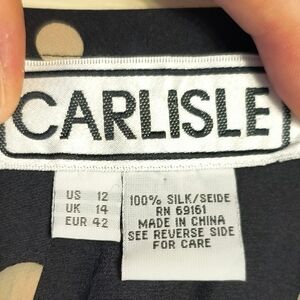 CARLISLE
US 12
UK 14
EUR 42
100% SILK/SEIDE
RN 69161
MADE IN CHINA
SEE REVERSE SIDE
FOR CARE